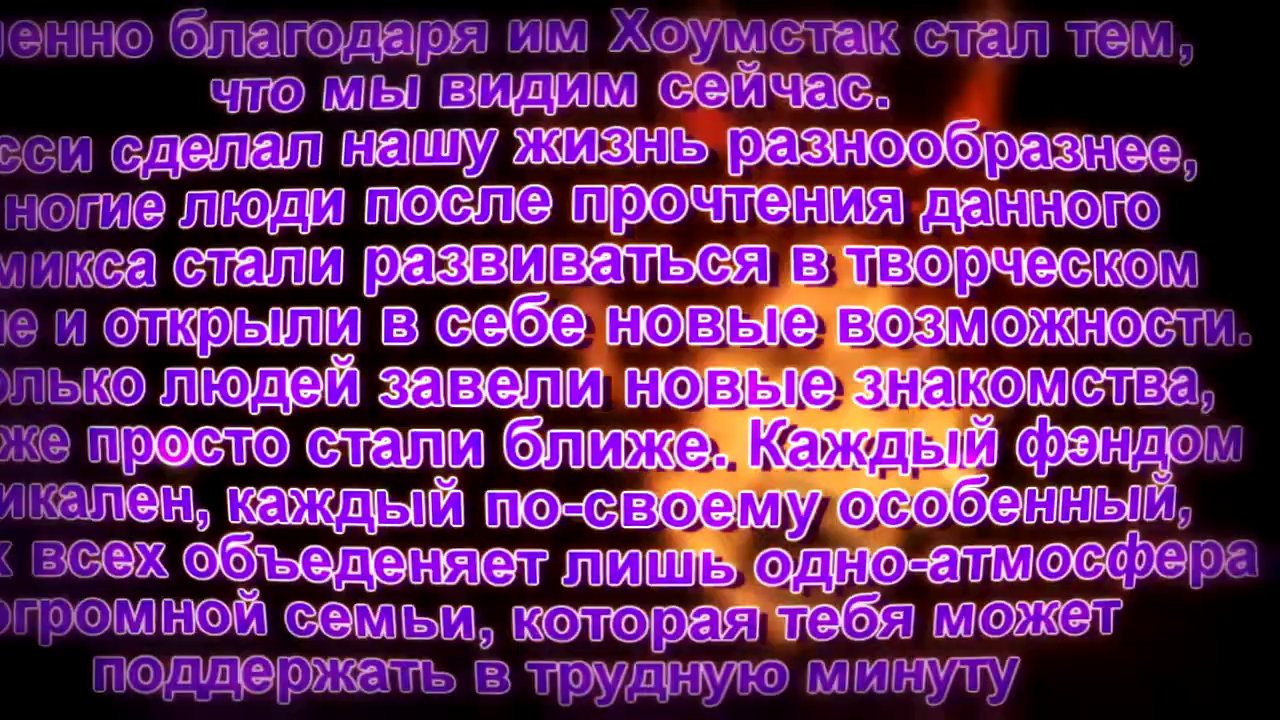 енно благодаря им Хоумстак стал тем,
что мы видим сейчас.
сси сделал нашу жизнь разнообразнее,
ногие люди после прочтения данного
микса стали развиваться в творческом
е и открыли в себе новые возможности.
олько людей завели новые знакомства,
же просто стали ближе. Каждый фэндом
икален, каждый по-своему особенный,
х всех объеденяет лишь одно-атмосфера
огромной семьи, которая тебя может
поддержать в трудную минуту